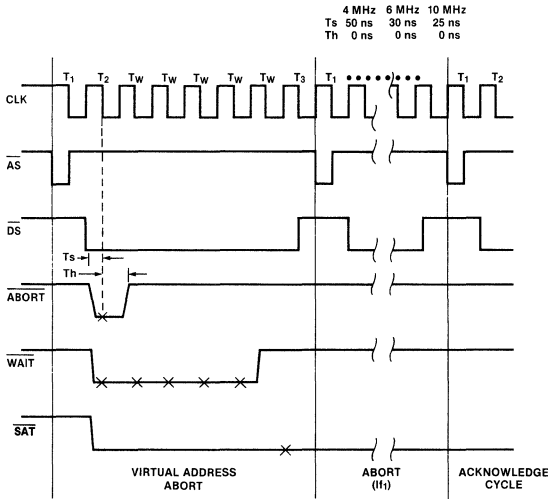 4 MHz 6 MHz 10 MHz
Ts 50 ns 30 ns 25 ns
Th 0 ns 0 ns 0 ns
T1 T2 TW TW TW TW TW T3 T1 T1 T2
CLK
AS
DS
Ts
Th
ABORT
WAIT
SAT
VIRTUAL ADDRESS ABORT ACKNOWLEDGE
ABORT (If1) CYCLE